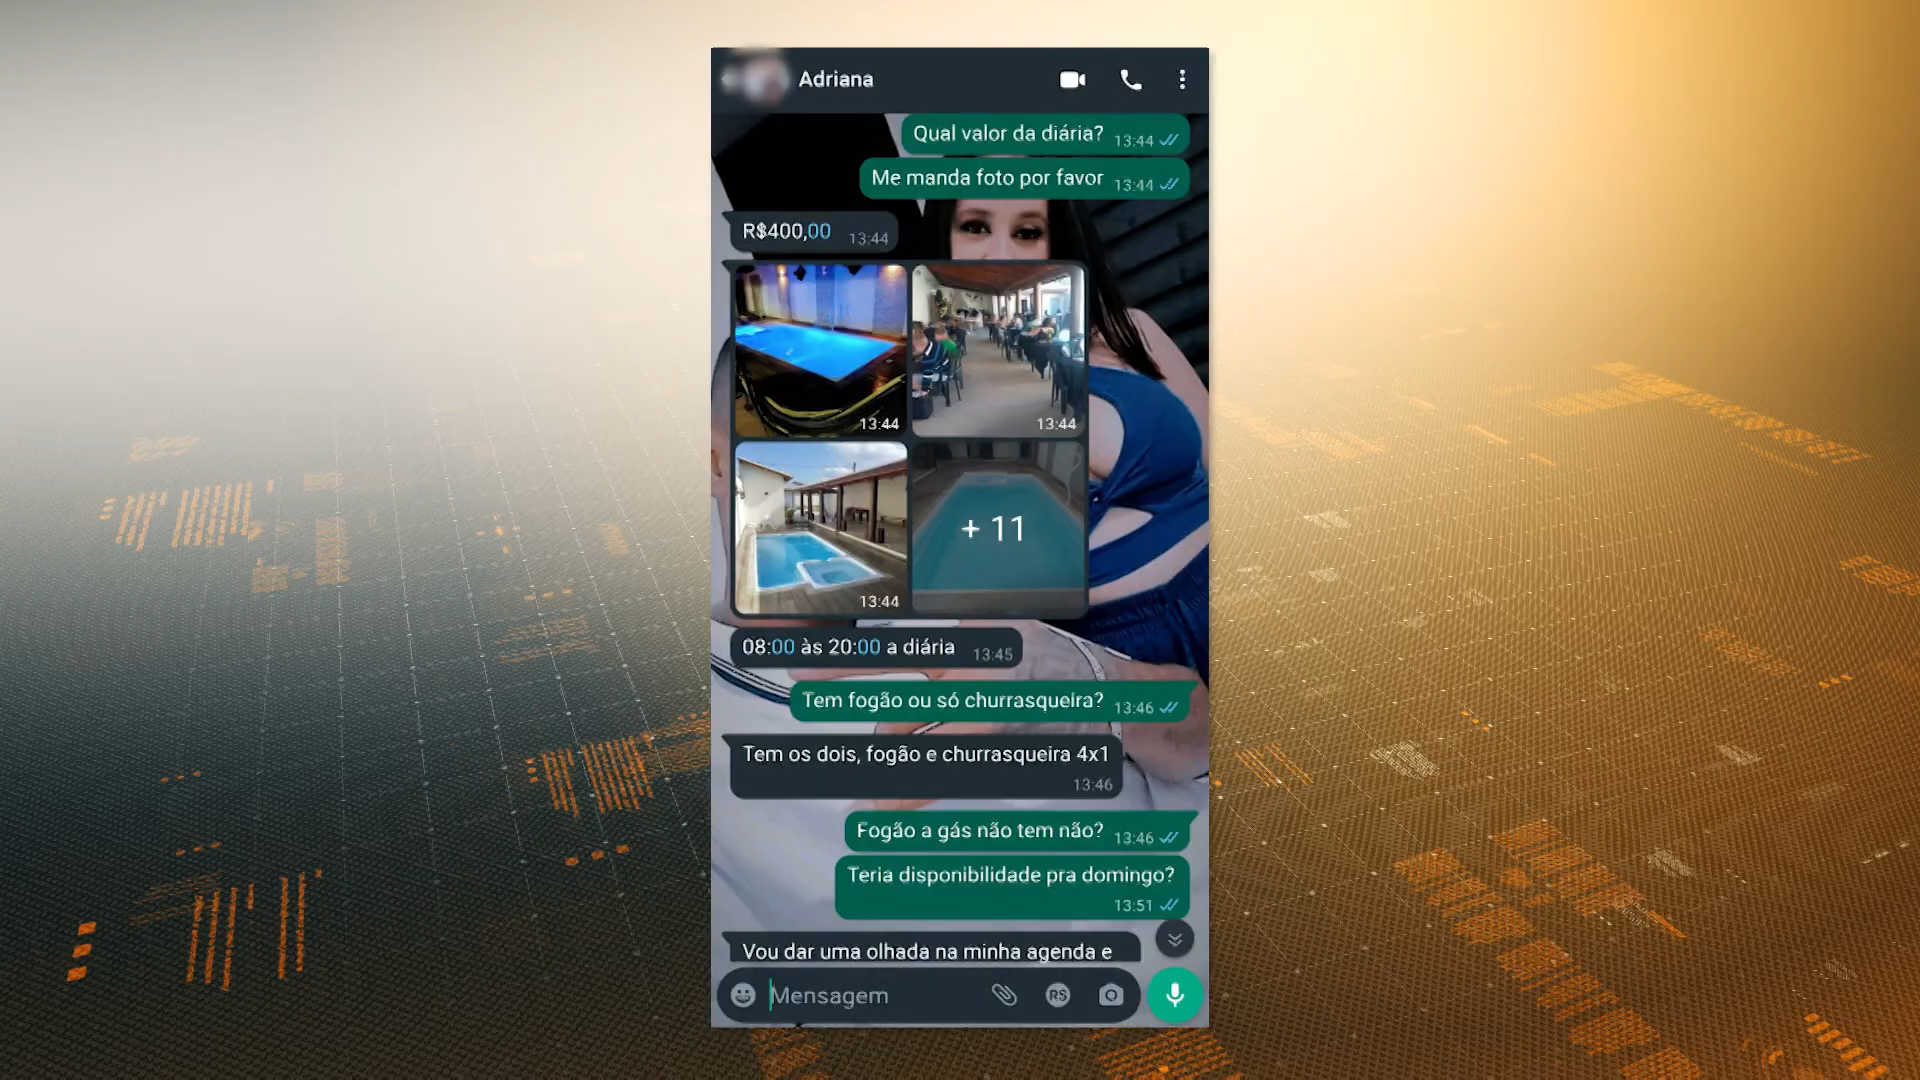 Adriana
Qual valor da diária? 13:44
Me manda foto por favor 13:44
R$400,00 13:44
13:44
13:44
13:44
+ 11
08:00 às 20:00 a diária 13:45
Tem fogão ou só churrasqueira? 13:46
Tem os dois, fogão e churrasqueira 4x1
13:46
Fogão a gás não tem não? 13:46
Teria disponibilidade pra domingo?
13:51
Vou dar uma olhada na minha agenda e
Mensagem
R$